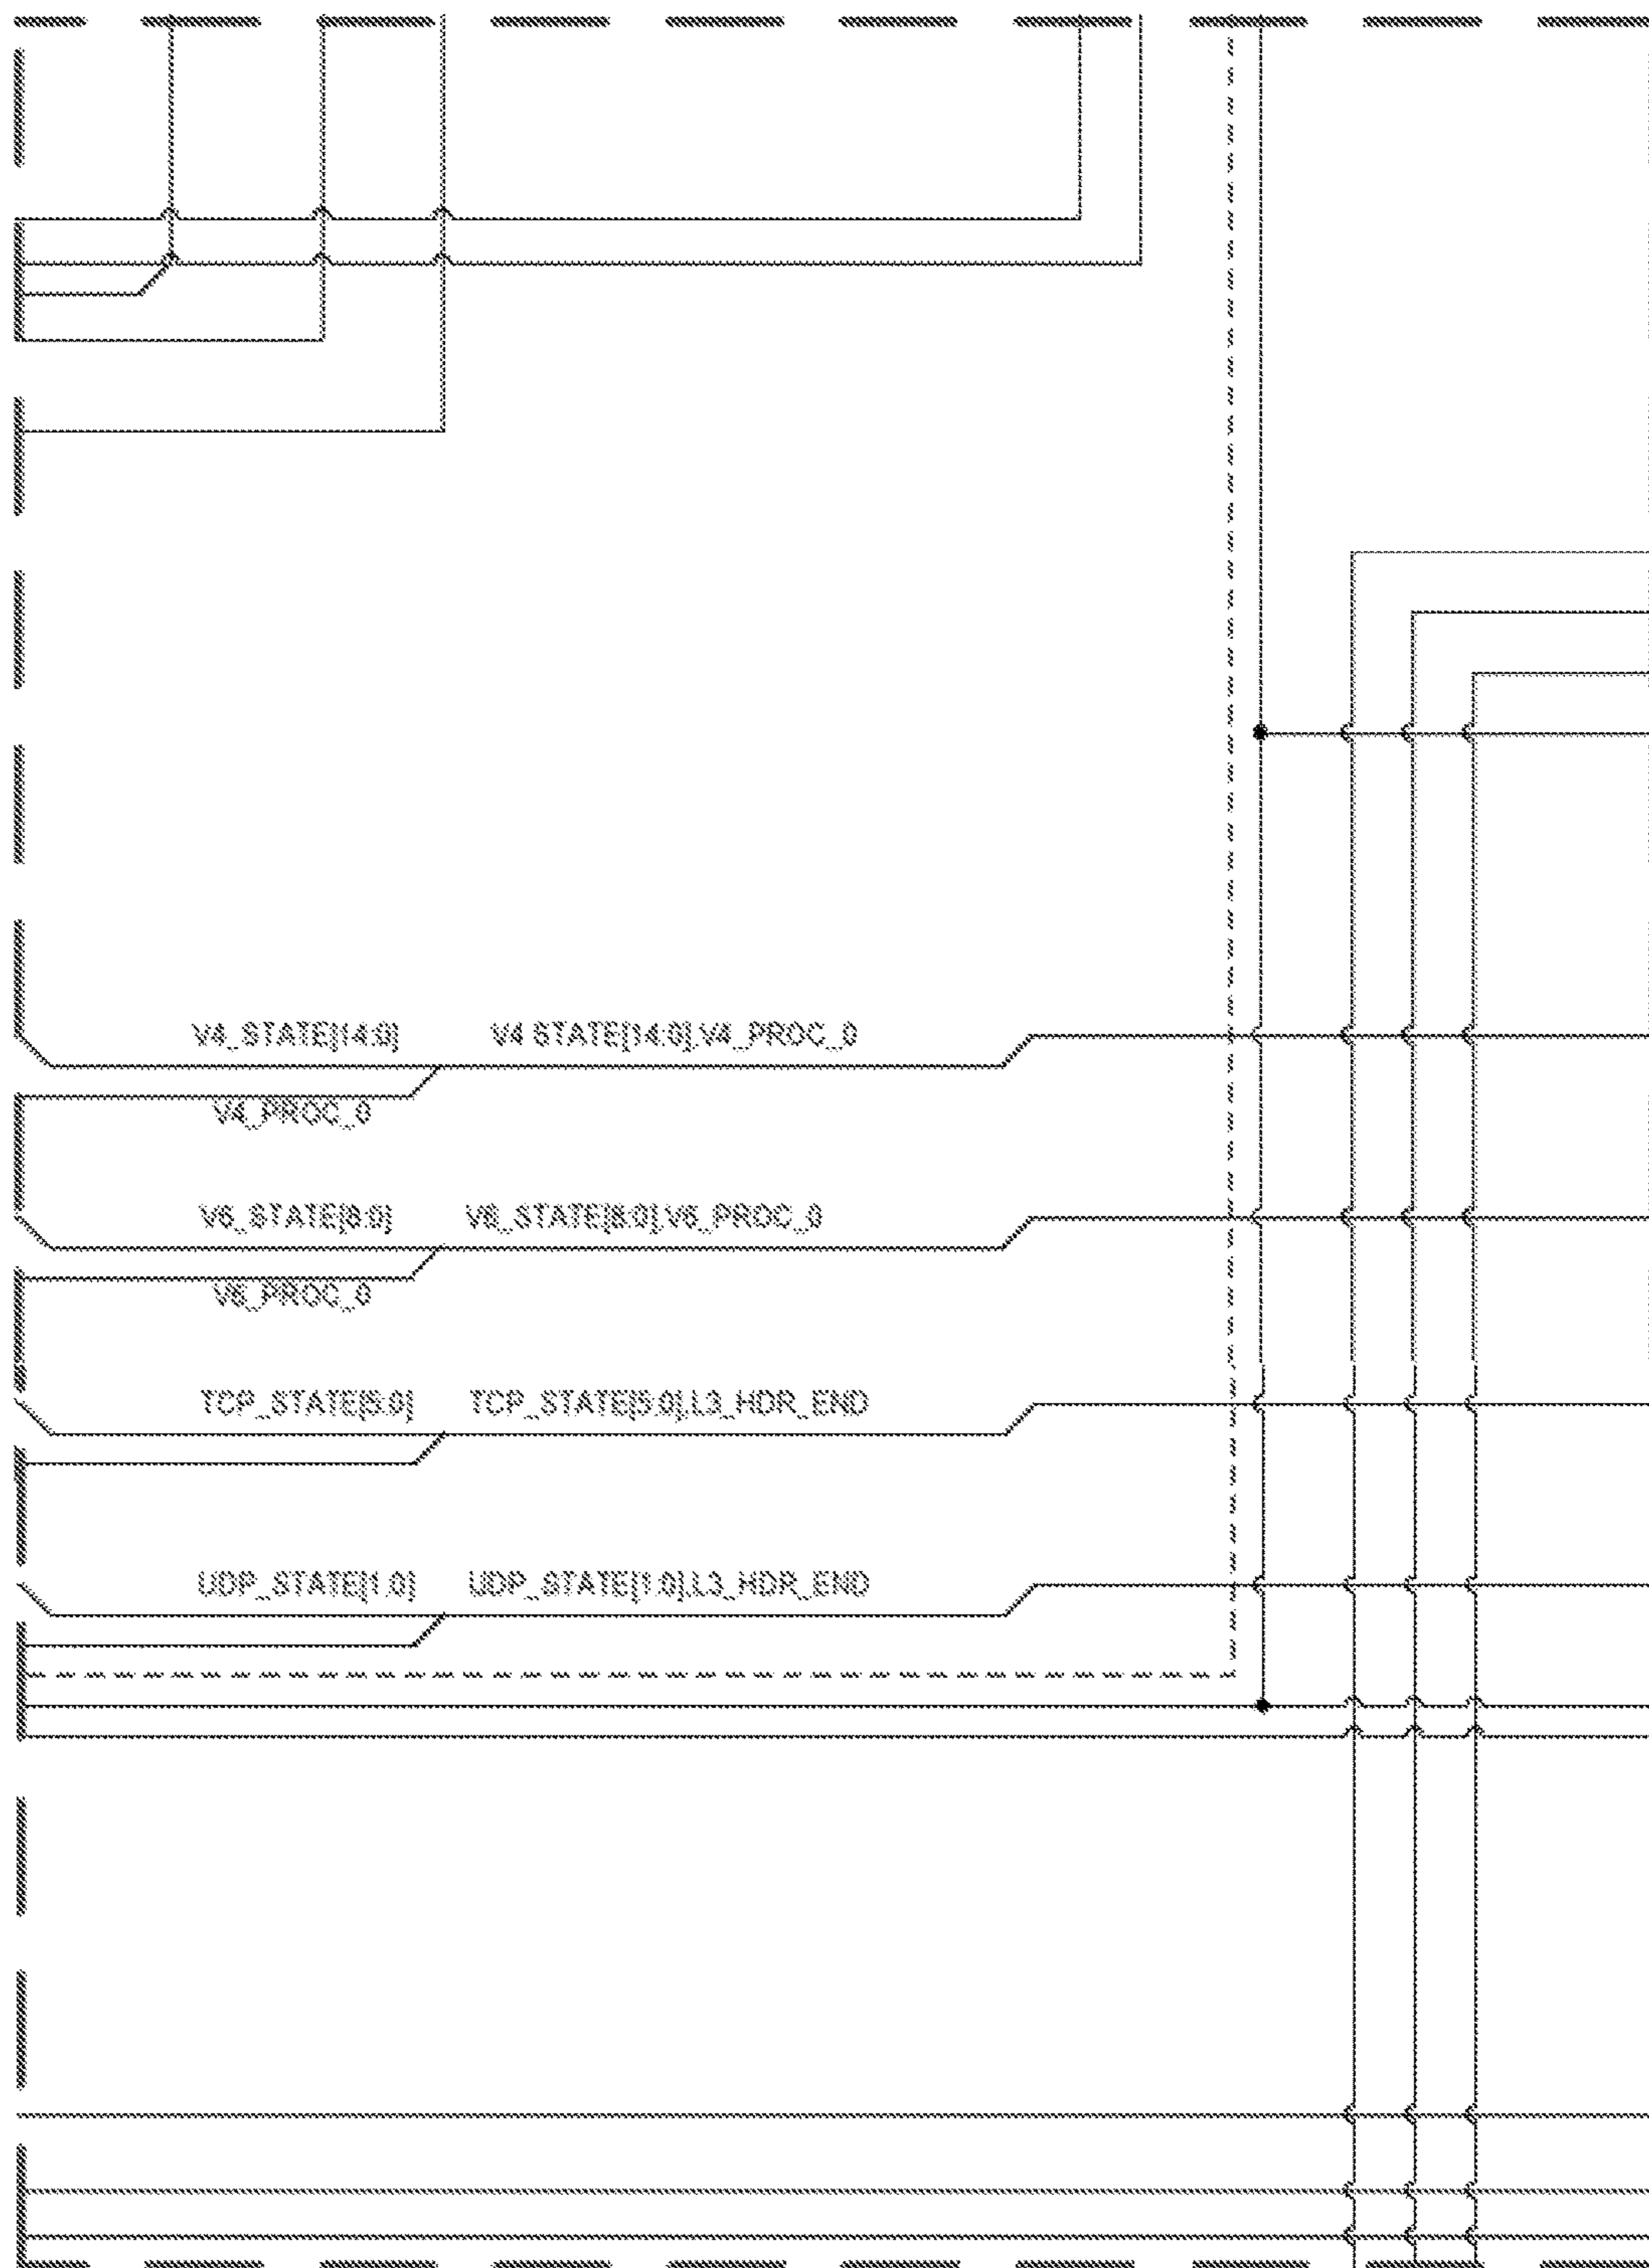 V4_STATE[14:0] V4 STATE[14:0],V4_PROC_0
V4_PROC_0
V6_STATE[8:0] V6_STATE[8:0],V6_PROC_0
V6_PROC_0
TCP_STATE[5:0] TCP_STATE[5:0],L3_HDR_END
UDP_STATE[1:0] UDP_STATE[1:0],L3_HDR_END